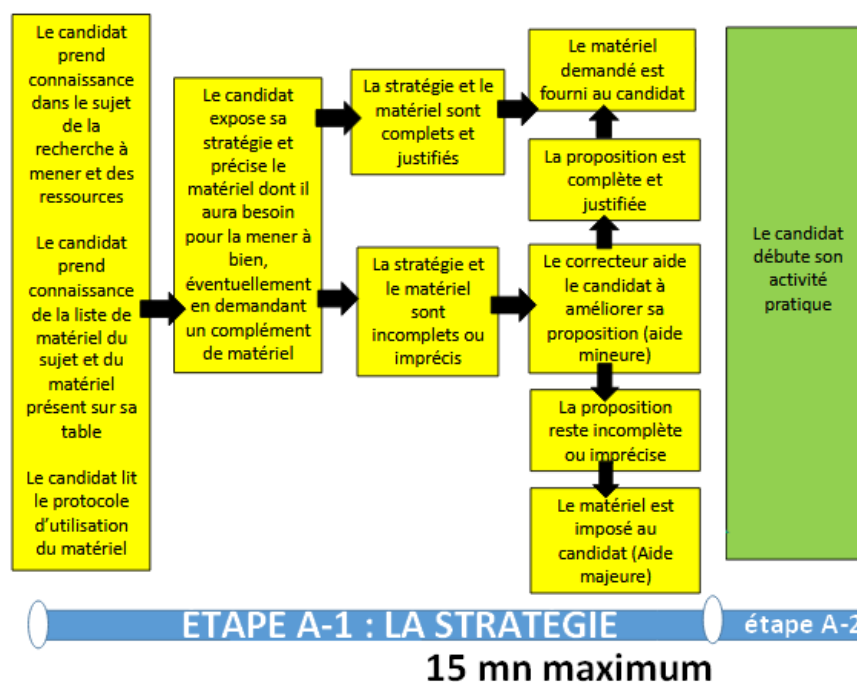 Le candidat
prend
connaissance
dans le sujet
de la
recherche à
mener et des
ressources
Le candidat
prend
connaissance
de la liste de
matériel du
sujet et du
matériel
présent sur sa
table
Le candidat lit
le protocole
d'utilisation
du matériel
Le candidat
expose sa
stratégie et
précise le
matériel dont il
aura besoin
pour la mener à
bien,
éventuellement
en demandant
un complément
de matériel
La stratégie et le
matériel sont
complets et
justifiés
La stratégie et
le matériel
sont
incomplets ou
imprécis
Le matériel
demandé est
fourni au candidat
La proposition est
complète et
justifiée
Le correcteur aide
le candidat à
améliorer sa
proposition (aide
mineure)
La proposition
reste incomplète
ou imprécise
Le matériel est
imposé au
candidat (Aide
majeure)
Le candidat
débute son
activité
pratique
ETAPE A-1 : LA STRATEGIE
étape A-2
15 mn maximum